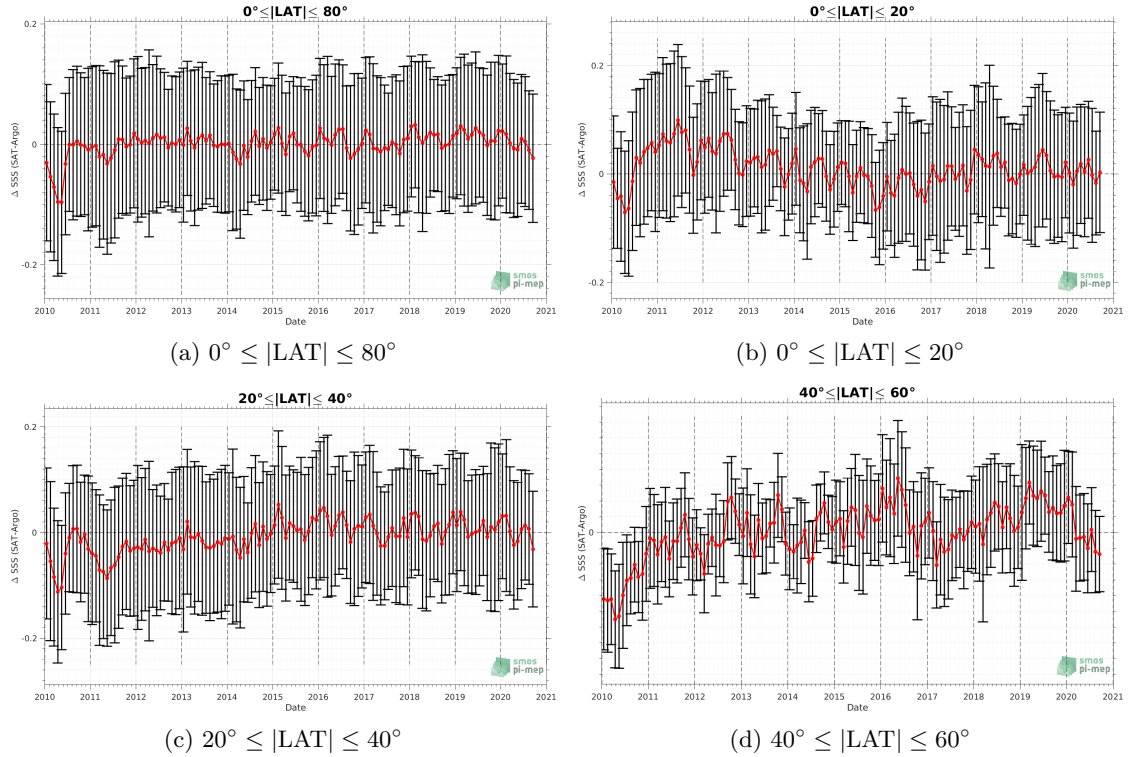 0°≤|LAT|≤ 80°
Δ SSS (SAT-Argo)
0.2
0
-0.2
2010 2011 2012 2013 2014 2015 2016 2017 2018 2019 2020 2021
Date
smos
pi-mep
(a) 0° ≤ |LAT| ≤ 80°
0°≤|LAT|≤ 20°
Δ SSS (SAT-Argo)
0.2
0
-0.2
2010 2011 2012 2013 2014 2015 2016 2017 2018 2019 2020 2021
Date
smos
pi-mep
(b) 0° ≤ |LAT| ≤ 20°
20°≤|LAT|≤ 40°
Δ SSS (SAT-Argo)
0.2
0
-0.2
2010 2011 2012 2013 2014 2015 2016 2017 2018 2019 2020 2021
Date
smos
pi-mep
(c) 20° ≤ |LAT| ≤ 40°
40°≤|LAT|≤ 60°
Δ SSS (SAT-Argo)
0
2010 2011 2012 2013 2014 2015 2016 2017 2018 2019 2020 2021
Date
smos
pi-mep
(d) 40° ≤ |LAT| ≤ 60°